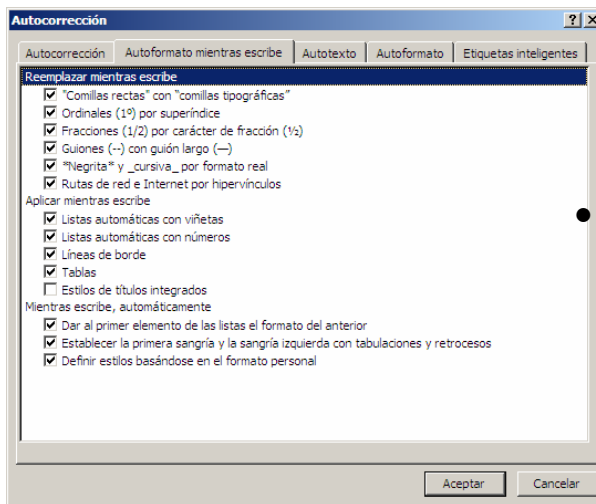 Autocorrección
Autocorrección Autoformato mientras escribe Autotexto Autoformato Etiquetas inteligentes
Reemplazar mientras escribe
"Comillas rectas" con “comillas tipográficas”
Ordinales (1º) por superíndice
Fracciones (1/2) por carácter de fracción (½)
Guiones (--) con guión largo (—)
*Negrita* y _cursiva_ por formato real
Rutas de red e Internet por hipervínculos
Aplicar mientras escribe
Listas automáticas con viñetas
Listas automáticas con números
Líneas de borde
Tablas
Estilos de títulos integrados
Mientras escribe, automáticamente
Dar al primer elemento de las listas el formato del anterior
Establecer la primera sangría y la sangría izquierda con tabulaciones y retrocesos
Definir estilos basándose en el formato personal
Aceptar Cancelar